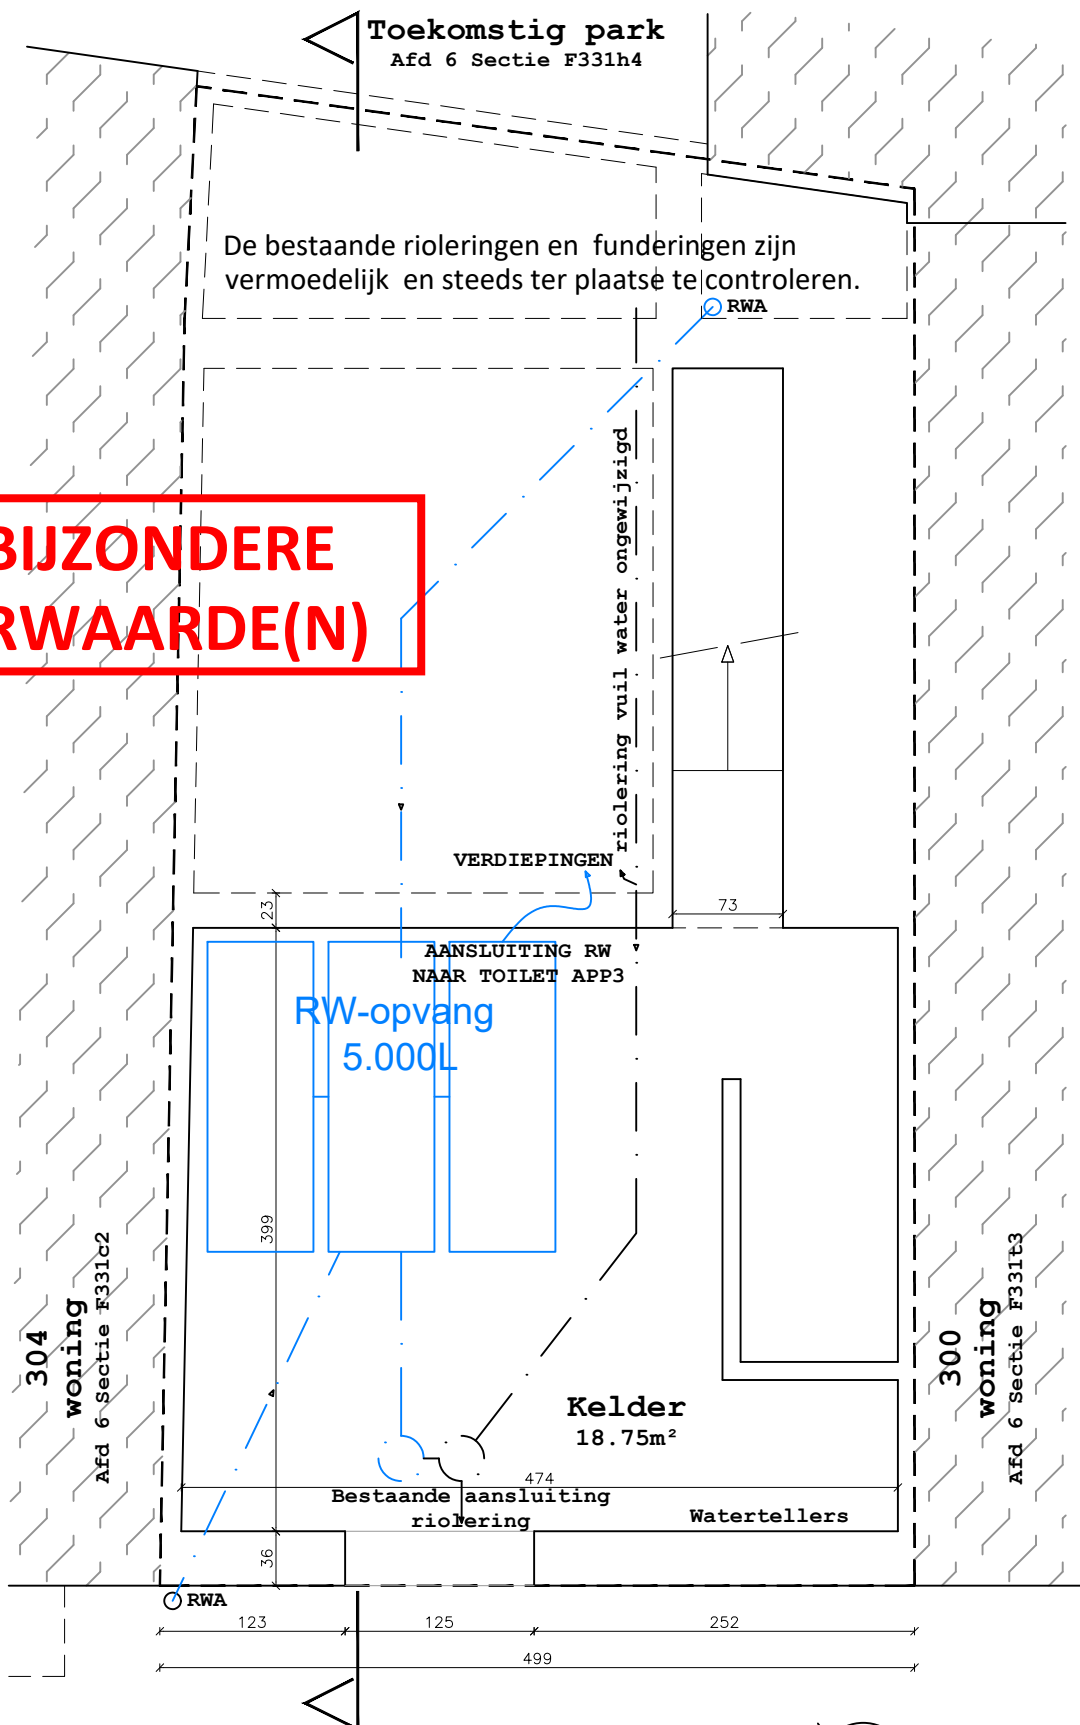 Toekomstig park
Afd 6 Sectie F331h4
De bestaande rioleringen en funderingen zijn
vermoedelijk en steeds ter plaatse te controleren.
RWA
riolering vuil water ongewijzigd
BIJZONDERE
RWAARDE(N)
VERDIEPINGEN
23
73
AANSLUITING RW
NAAR TOILET APP3
RW-opvang
5.000L
399
304
woning
Afd 6 Sectie F331c2
300
woning
Afd 6 Sectie F331t3
Kelder
18.75m²
474
Bestaande aansluiting
riolering
Watertellers
36
RWA
123
125
252
499